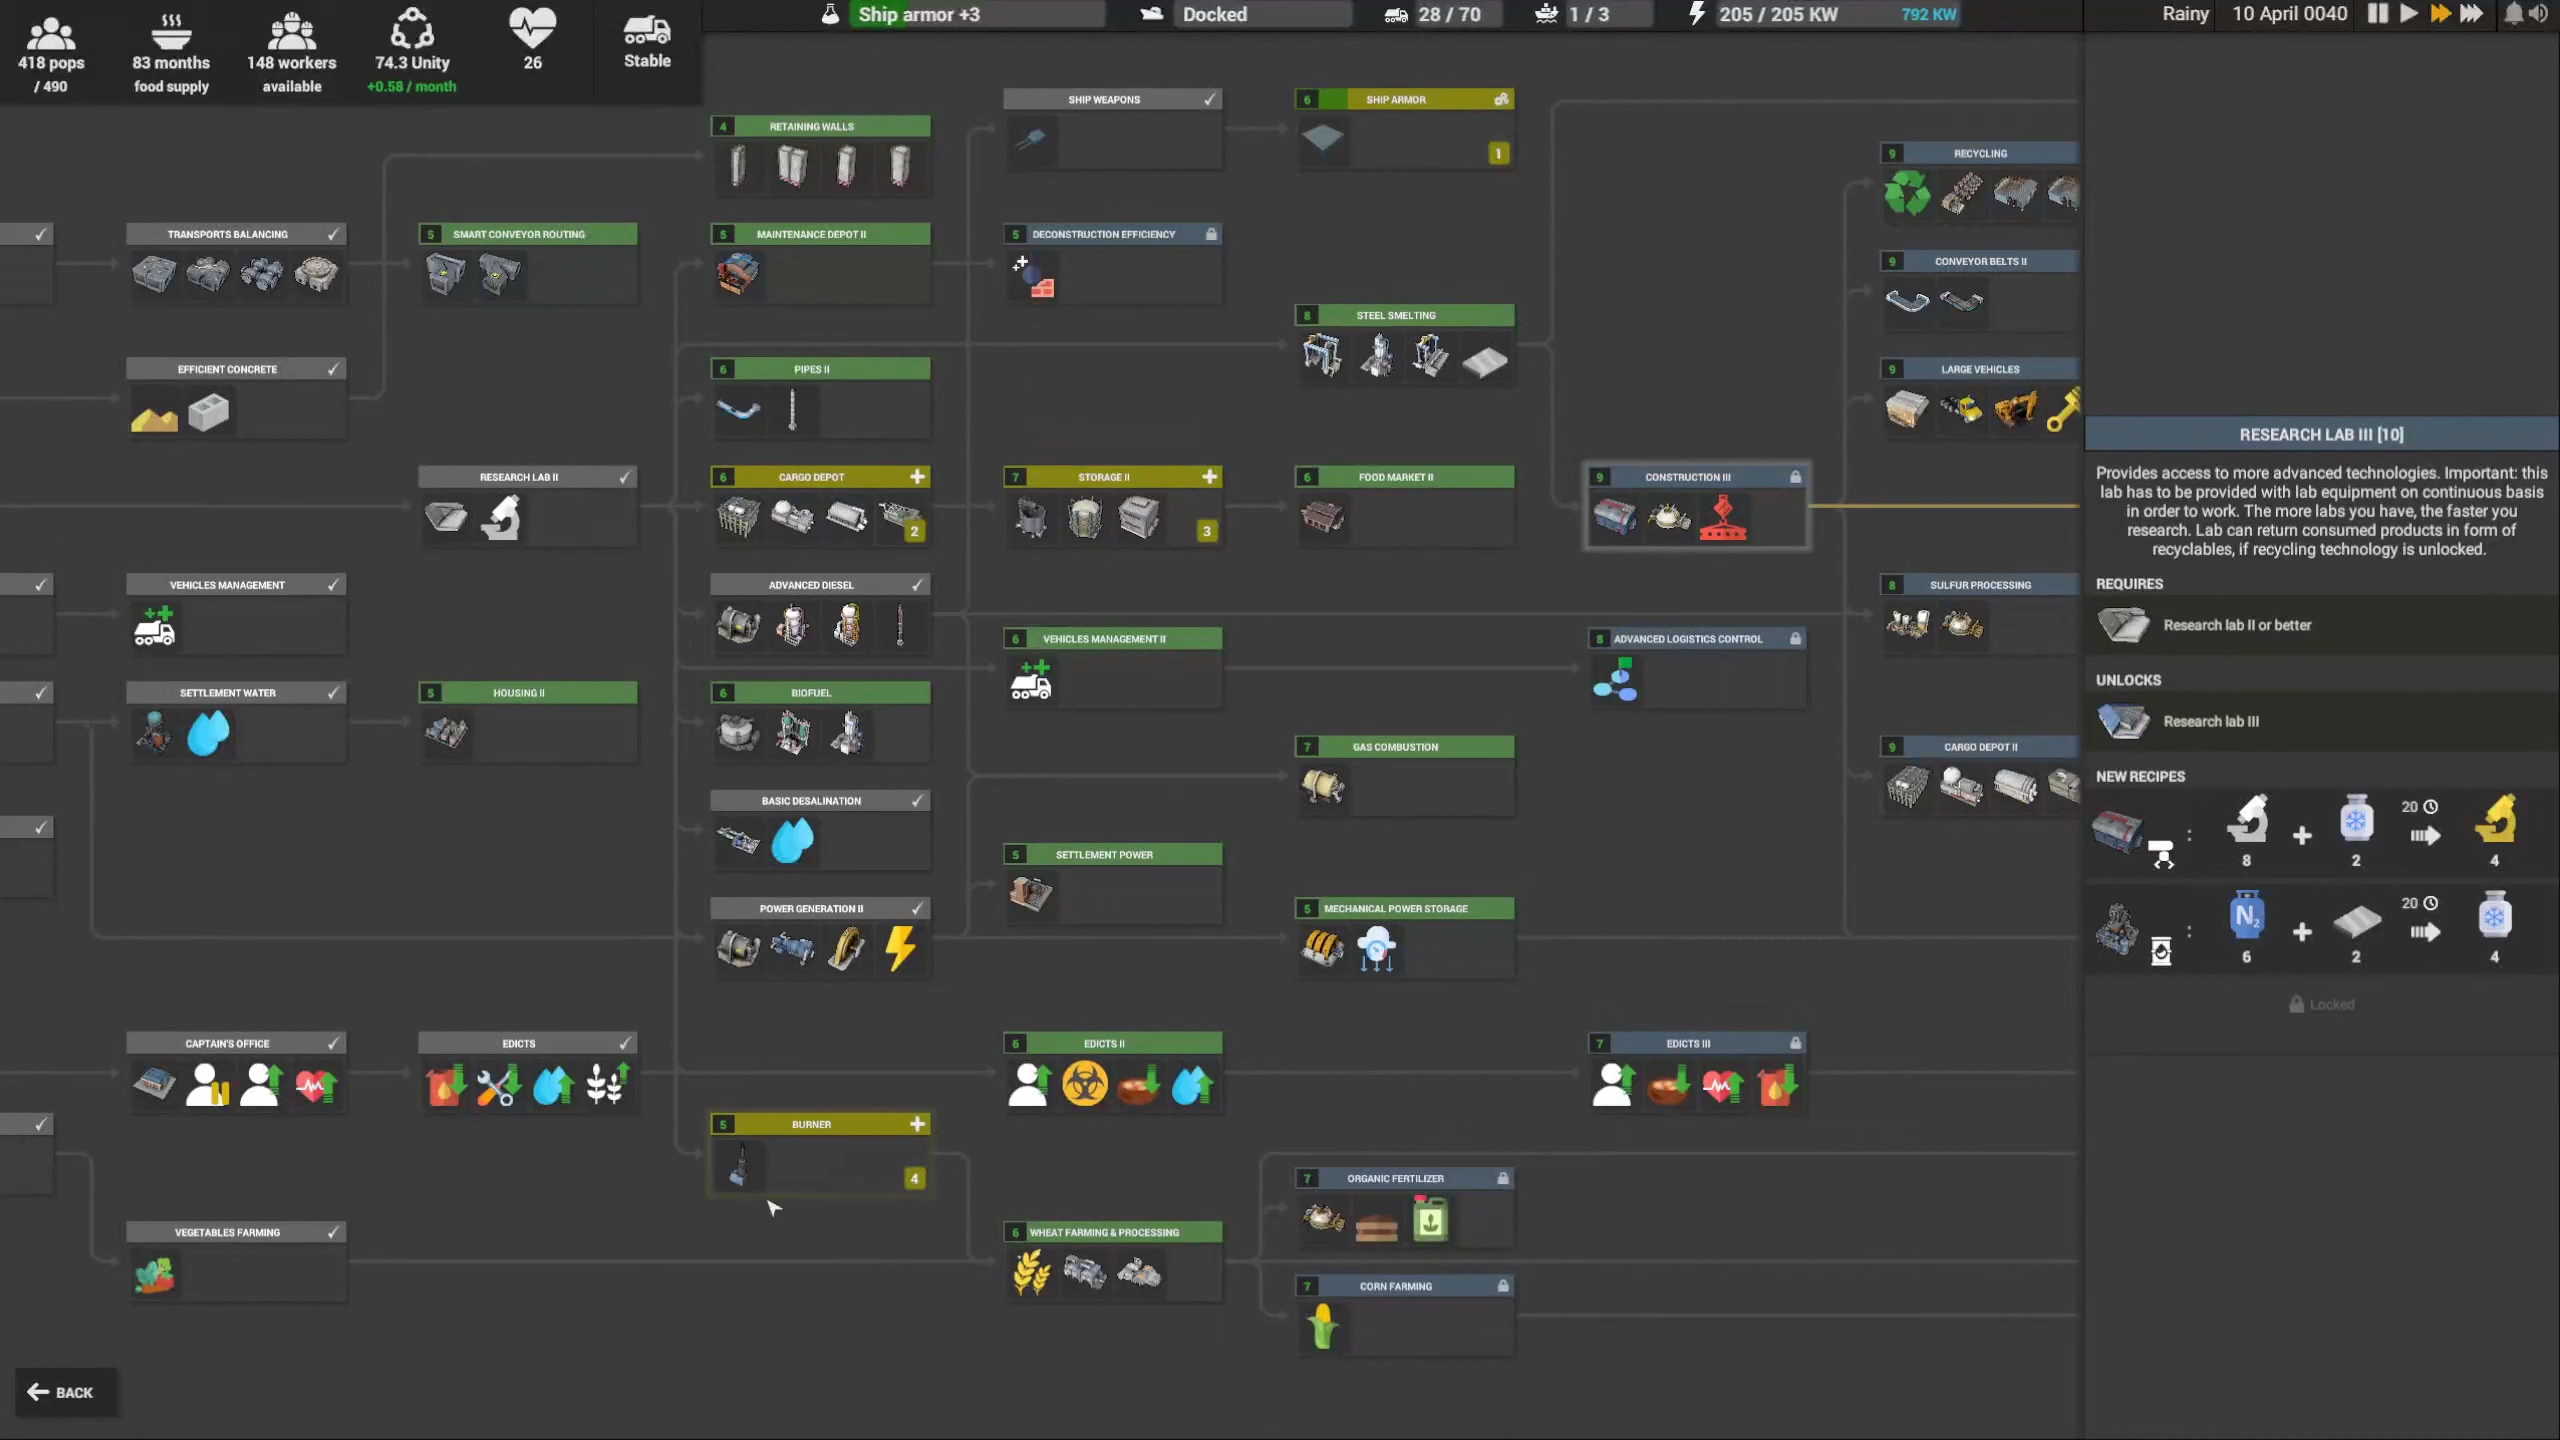 418 pops
/ 490
83 months
food supply
148 workers
available
74.3 Unity
+0.58 / month
26
Stable
Ship armor +3
Docked
28 / 70
1 / 3
205 / 205 KW
792 KW
Rainy
10 April 0040
SHIP WEAPONS
6
SHIP ARMOR
1
4
RETAINING WALLS
9
RECYCLING
TRANSPORTS BALANCING
5
SMART CONVEYOR ROUTING
5
MAINTENANCE DEPOT II
5
DECONSTRUCTION EFFICIENCY
9
CONVEYOR BELTS II
8
STEEL SMELTING
EFFICIENT CONCRETE
6
PIPES II
9
LARGE VEHICLES
RESEARCH LAB II
6
CARGO DEPOT
2
7
STORAGE II
3
6
FOOD MARKET II
9
CONSTRUCTION III
VEHICLES MANAGEMENT
ADVANCED DIESEL
8
SULFUR PROCESSING
6
VEHICLES MANAGEMENT II
8
ADVANCED LOGISTICS CONTROL
SETTLEMENT WATER
5
HOUSING II
6
BIOFUEL
7
GAS COMBUSTION
9
CARGO DEPOT II
BASIC DESALINATION
5
SETTLEMENT POWER
POWER GENERATION II
5
MECHANICAL POWER STORAGE
CAPTAIN'S OFFICE
EDICTS
6
EDICTS II
7
EDICTS III
5
BURNER
4
7
ORGANIC FERTILIZER
VEGETABLES FARMING
6
WHEAT FARMING & PROCESSING
7
CORN FARMING
BACK
RESEARCH LAB III [10]
Provides access to more advanced technologies. Important: this
lab has to be provided with lab equipment on continuous basis
in order to work. The more labs you have, the faster you
research. Lab can return consumed products in form of
recyclables, if recycling technology is unlocked.
REQUIRES
Research lab II or better
UNLOCKS
Research lab III
NEW RECIPES
: + 20
8 2 4
: N2 + 20
6 2 4
Locked